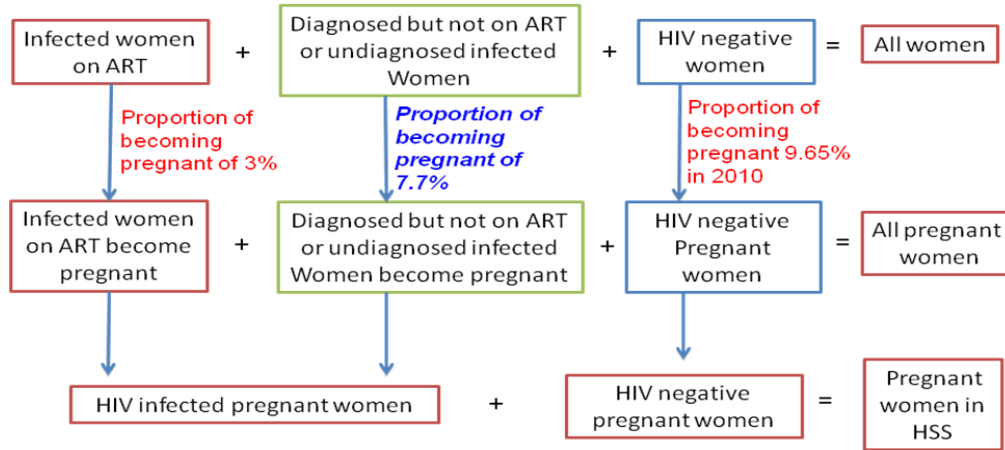 Infected women
on ART
+
Diagnosed but not on ART
or undiagnosed infected
Women
+
HIV negative
women
=
All women
Proportion of
becoming
pregnant of 3%
Proportion of
becoming
pregnant of
7.7%
Proportion of
becoming
pregnant 9.65%
in 2010
Infected women
on ART become
pregnant
+
Diagnosed but not on ART
or undiagnosed infected
Women become pregnant
+
HIV negative
Pregnant
women
=
All pregnant
women
HIV infected pregnant women
+
HIV negative
pregnant women
=
Pregnant
women in
HSS